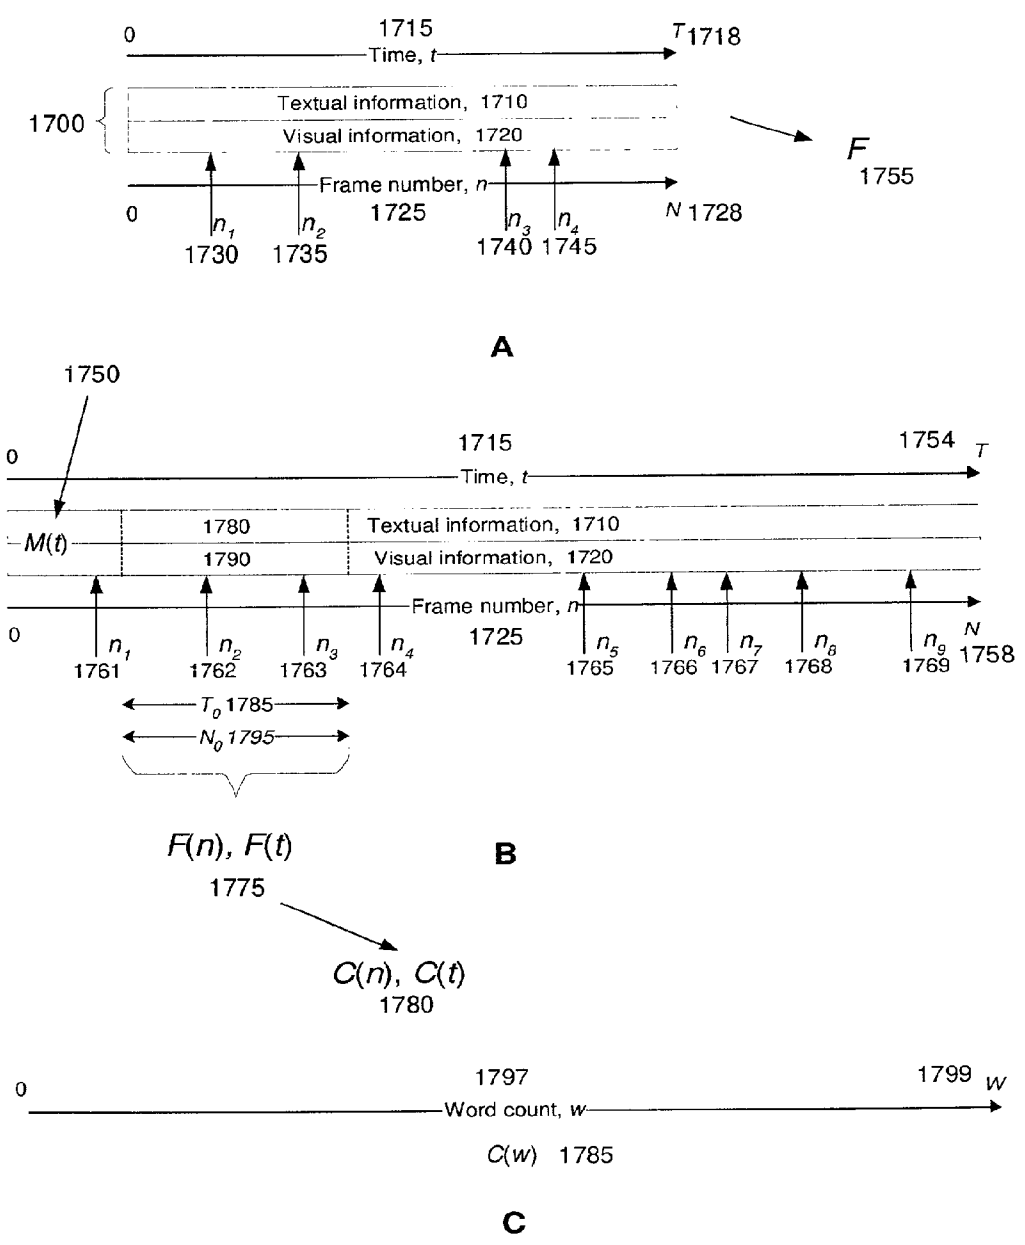 0 1715 T 1718
Time, t
Textual information, 1710
1700
Visual information, 1720
F
1755
Frame number, n
0 1725 N 1728
n1 n2 n3 n4
1730 1735 1740 1745
A
1750
0 1715 1754 T
Time, t
1780 Textual information, 1710
M(t)
1790 Visual information, 1720
Frame number, n
0 1725 N 1758
n1 n2 n3 n4 n5 n6 n7 n8 n9
1761 1762 1763 1764 1765 1766 1767 1768 1769
T0 1785
N0 1795
F(n), F(t)
B
1775
C(n), C(t)
1780
0 1797 1799 W
Word count, w
C(w) 1785
C